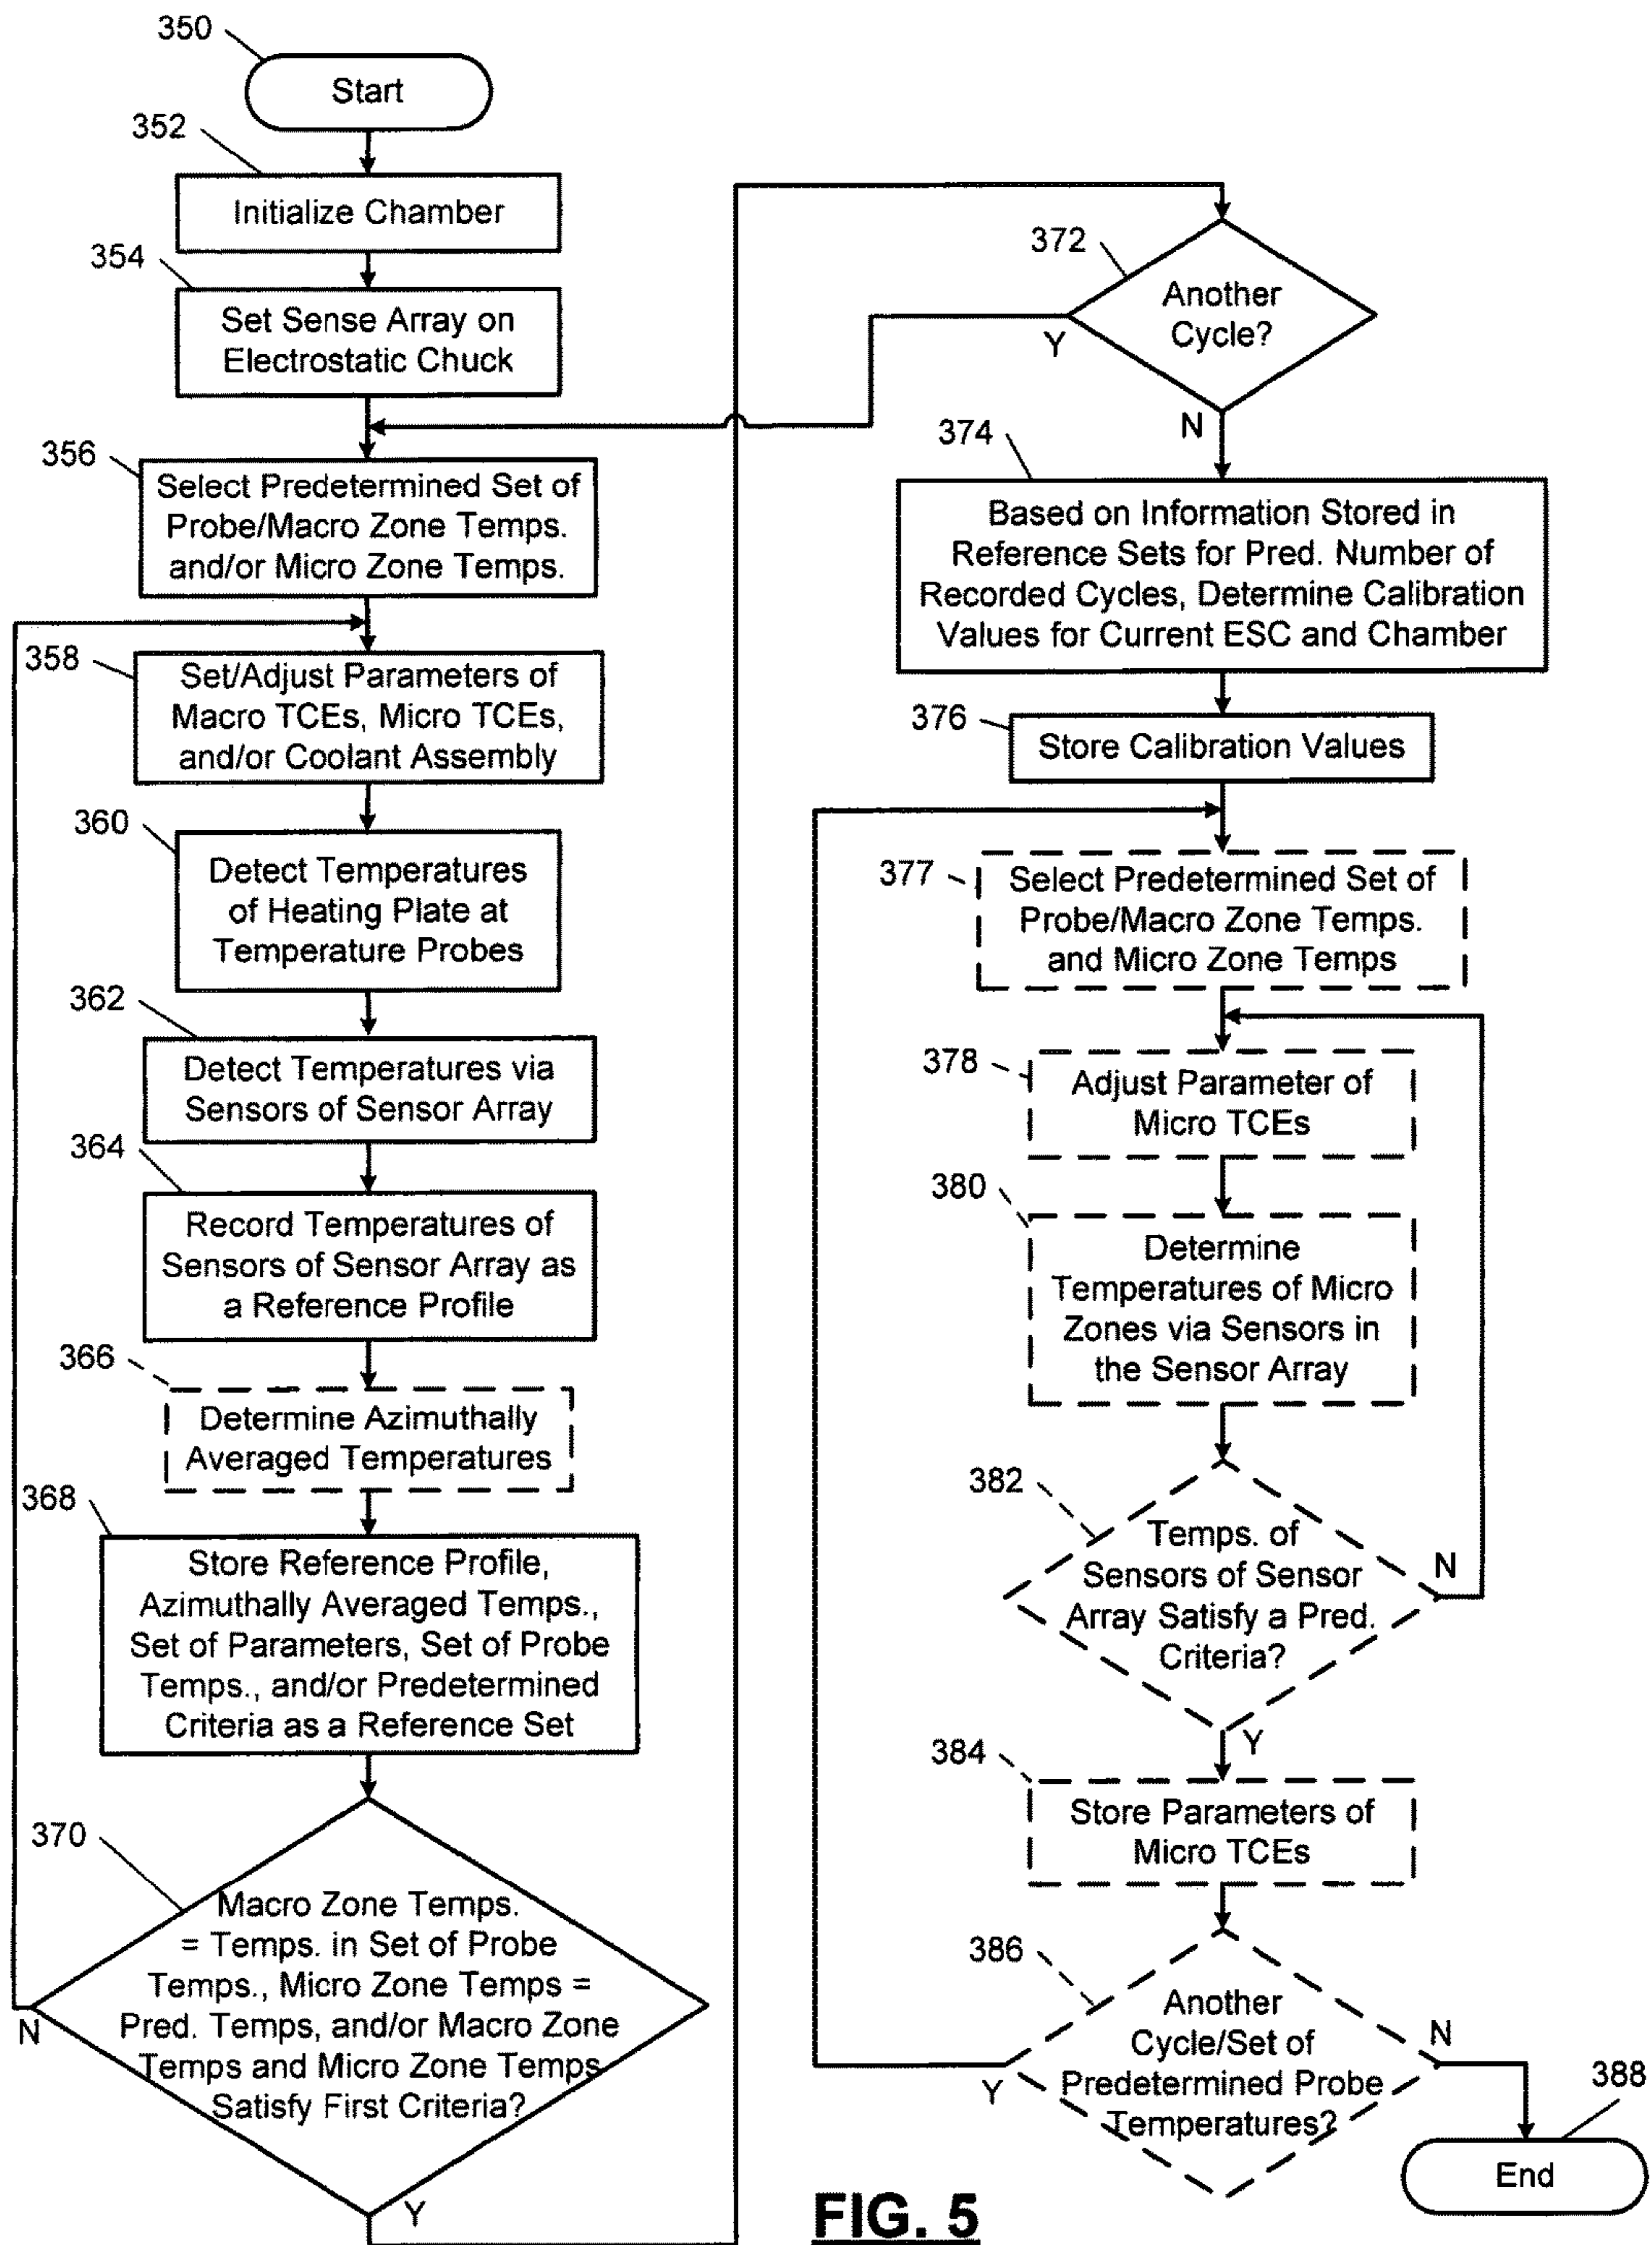 350
Start
352
Initialize Chamber
354
Set Sense Array on
Electrostatic Chuck
356
Select Predetermined Set of
Probe/Macro Zone Temps.
and/or Micro Zone Temps.
358
Set/Adjust Parameters of
Macro TCEs, Micro TCEs,
and/or Coolant Assembly
360
Detect Temperatures
of Heating Plate at
Temperature Probes
362
Detect Temperatures via
Sensors of Sensor Array
364
Record Temperatures of
Sensors of Sensor Array as
a Reference Profile
366
Determine Azimuthally
Averaged Temperatures
368
Store Reference Profile,
Azimuthally Averaged Temps.,
Set of Parameters, Set of Probe
Temps., and/or Predetermined
Criteria as a Reference Set
370
Macro Zone Temps.
= Temps. in Set of Probe
Temps., Micro Zone Temps =
Pred. Temps, and/or Macro Zone
Temps and Micro Zone Temps
Satisfy First Criteria?
N
Y
372
Another
Cycle?
Y
N
374
Based on Information Stored in
Reference Sets for Pred. Number of
Recorded Cycles, Determine Calibration
Values for Current ESC and Chamber
376
Store Calibration Values
377
Select Predetermined Set of
Probe/Macro Zone Temps.
and Micro Zone Temps
378
Adjust Parameter of
Micro TCEs
380
Determine
Temperatures of Micro
Zones via Sensors in
the Sensor Array
382
Temps. of
Sensors of Sensor
Array Satisfy a Pred.
Criteria?
N
Y
384
Store Parameters of
Micro TCEs
386
Another
Cycle/Set of
Predetermined Probe
Temperatures?
Y
N
388
End
FIG. 5